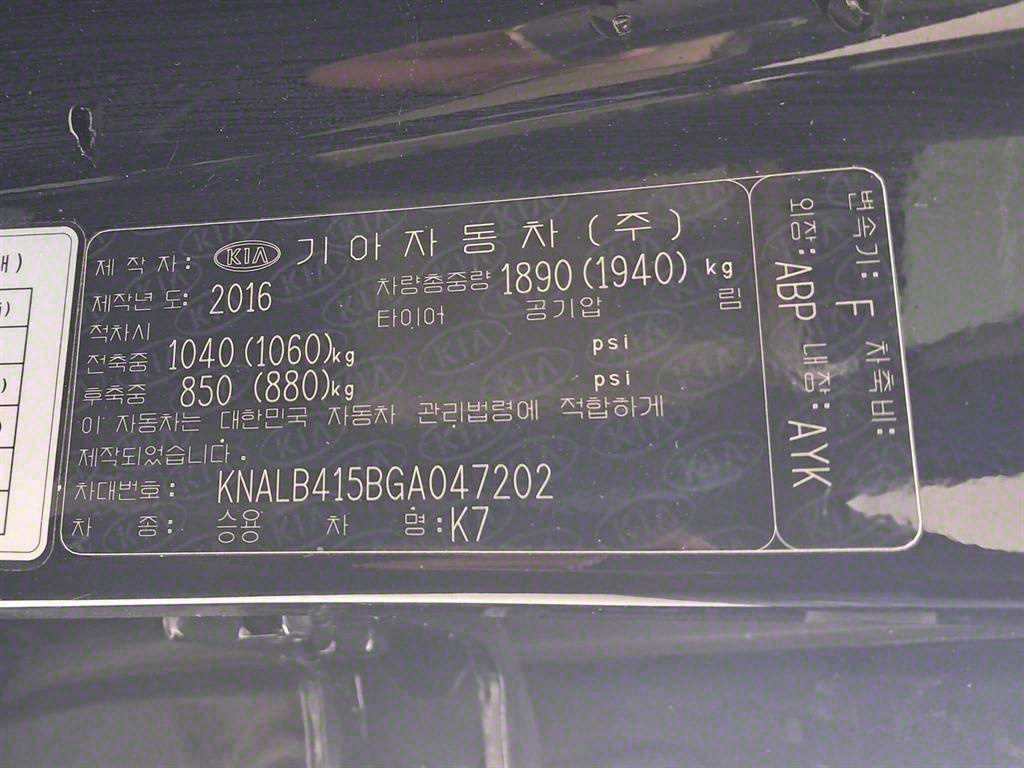 제 작 자: KIA 기 아 자 동 차 (주)
제작년 도: 2016 차량총중량 1890 (1940) kg
적차시 타이어 공기압 림
전축중 1040 (1060)kg psi
후축중 850 (880)kg psi
이 자동차는 대한민국 자동차 관리법령에 적합하게
제작되었습니다.
차대번호: KNALB415BGA047202
차 종: 승용 차 명: K7
변속기: F 차축비:
외장: ABP 내장: AYK